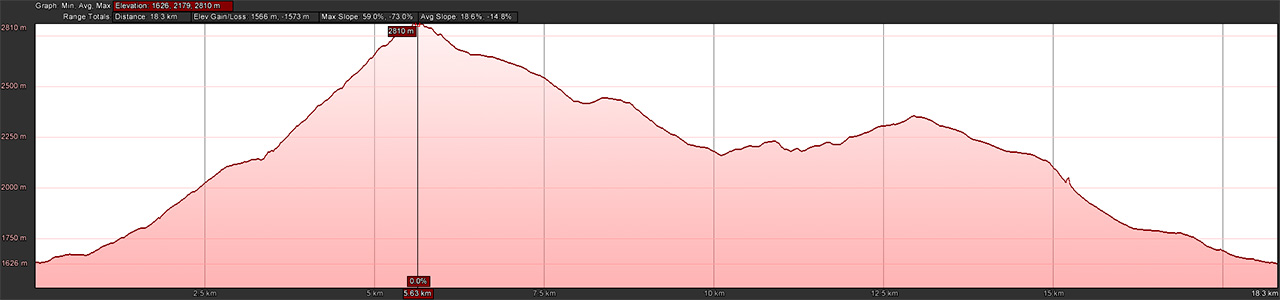 Graph: Min, Avg, Max Elevation: 1626, 2179, 2810 m
Range Totals: Distance: 18.3 km Elev Gain/Loss: 1566 m, -1573 m Max Slope: 59.0%, -73.0% Avg Slope: 18.6%, -14.8%
2810 m
2810 m
2500 m
2250 m
2000 m
1750 m
1626 m
0.0%
2.5 km 5 km 5.63 km 7.5 km 10 km 12.5 km 15 km 18.3 km